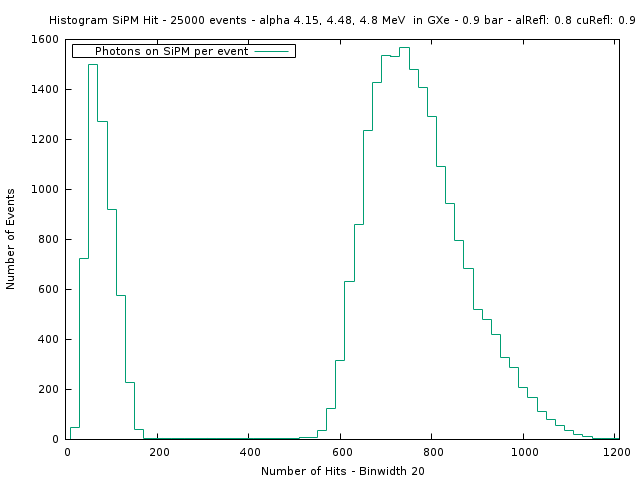 Histogram SiPM Hit - 25000 events - alpha 4.15, 4.48, 4.8 MeV  in GXe - 0.9 bar - alRefl: 0.8 cuRefl: 0.9
Photons on SiPM per event
1600
1400
1200
1000
800
600
400
200
0
Number of Events
0 200 400 600 800 1000 1200
Number of Hits - Binwidth 20